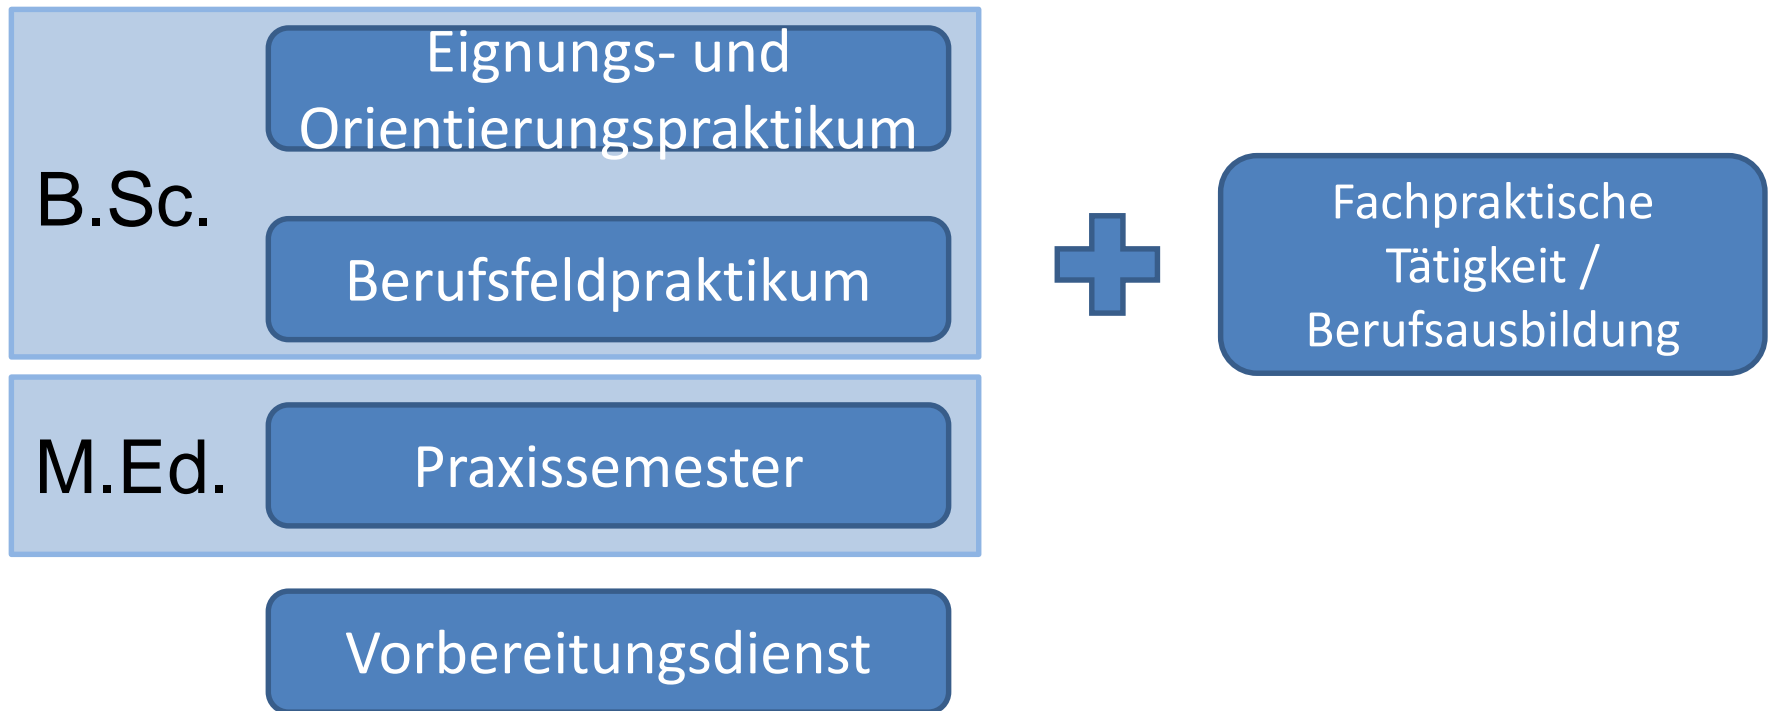 Eignungs- und
Orientierungspraktikum
B.Sc.
Berufsfeldpraktikum
Fachpraktische
Tätigkeit /
Berufsausbildung
M.Ed.
Praxissemester
Vorbereitungsdienst